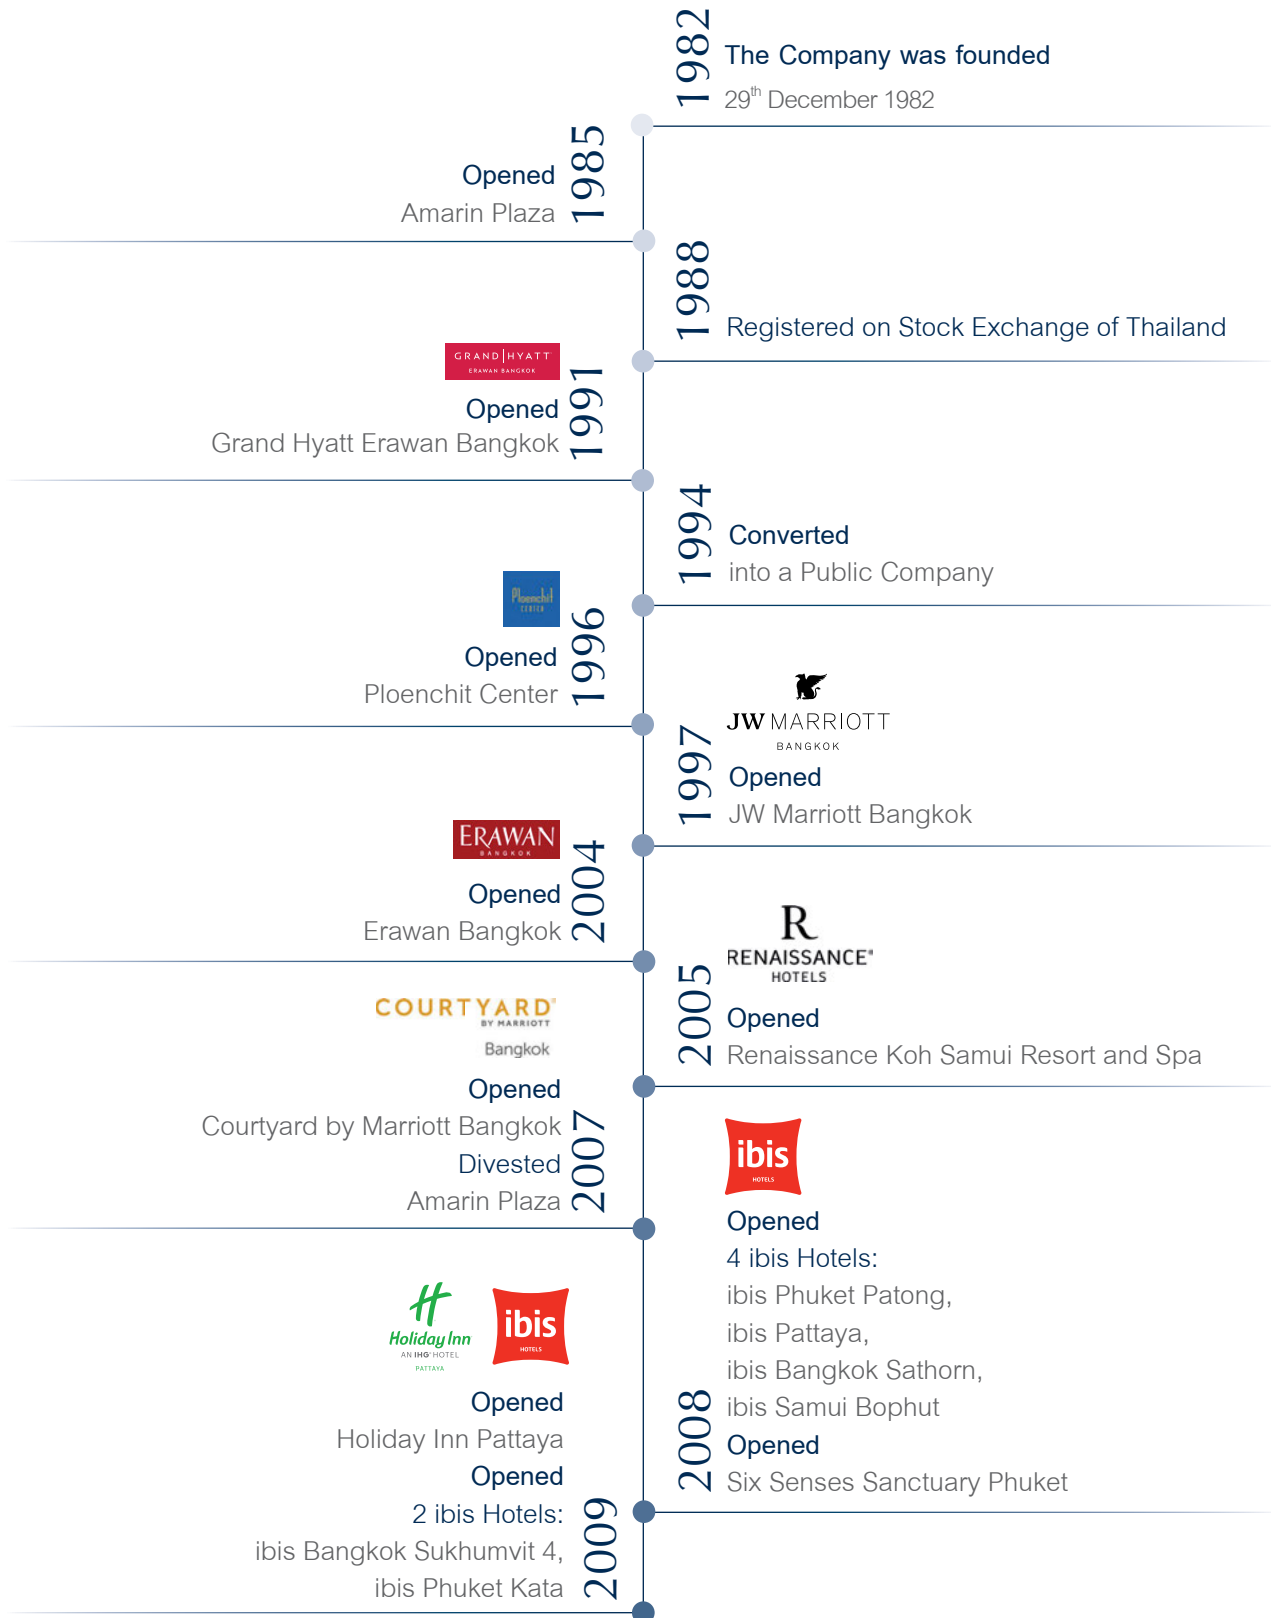 1982
The Company was founded
29th December 1982
1985
Opened
Amarin Plaza
1988
Registered on Stock Exchange of Thailand
GRAND HYATT
ERAWAN BANGKOK
1991
Opened
Grand Hyatt Erawan Bangkok
1994
Converted
into a Public Company
Ploenchit
CENTER
1996
Opened
Ploenchit Center
JW MARRIOTT
BANGKOK
1997
Opened
JW Marriott Bangkok
ERAWAN
BANGKOK
2004
Opened
Erawan Bangkok
R
RENAISSANCE®
HOTELS
2005
Opened
Renaissance Koh Samui Resort and Spa
COURTYARD®
BY MARRIOTT
Bangkok
2007
Opened
Courtyard by Marriott Bangkok
Divested
Amarin Plaza
ibis
HOTELS
2008
Opened
4 ibis Hotels:
ibis Phuket Patong,
ibis Pattaya,
ibis Bangkok Sathorn,
ibis Samui Bophut
Opened
Six Senses Sanctuary Phuket
H
Holiday Inn
AN IHG® HOTEL
PATTAYA
ibis
HOTELS
2009
Opened
Holiday Inn Pattaya
Opened
2 ibis Hotels:
ibis Bangkok Sukhumvit 4,
ibis Phuket Kata